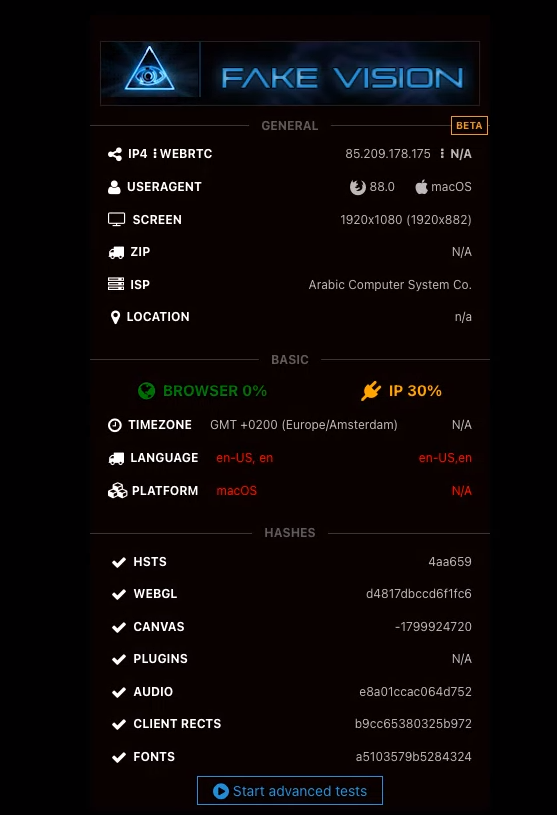 FAKE VISION
GENERAL
BETA
IP4 ⋮ WEBRTC 85.209.178.175 ⋮ N/A
USERAGENT 88.0 macOS
SCREEN 1920x1080 (1920x882)
ZIP N/A
ISP Arabic Computer System Co.
LOCATION n/a
BASIC
BROWSER 0% IP 30%
TIMEZONE GMT +0200 (Europe/Amsterdam) N/A
LANGUAGE en-US, en en-US,en
PLATFORM macOS N/A
HASHES
HSTS 4aa659
WEBGL d4817dbccd6f1fc6
CANVAS -1799924720
PLUGINS N/A
AUDIO e8a01ccac064d752
CLIENT RECTS b9cc65380325b972
FONTS a5103579b5284324
Start advanced tests